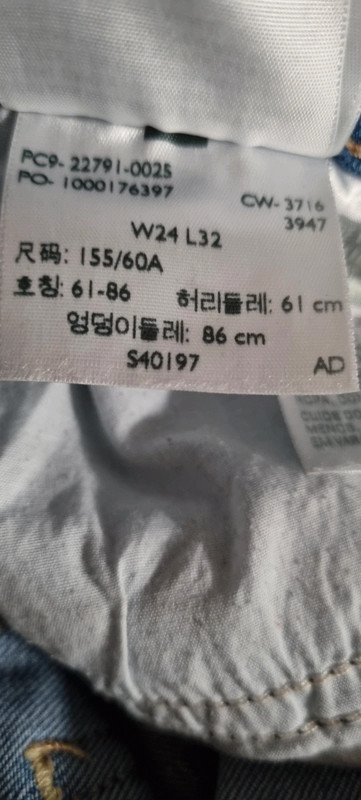 PC9- 22791-0025
PO- 1000176397
CW- 3716
3947
W24 L32
尺码: 155/60A
호칭: 61-86 허리둘레: 61 cm
엉덩이둘레: 86 cm
S40197 AD